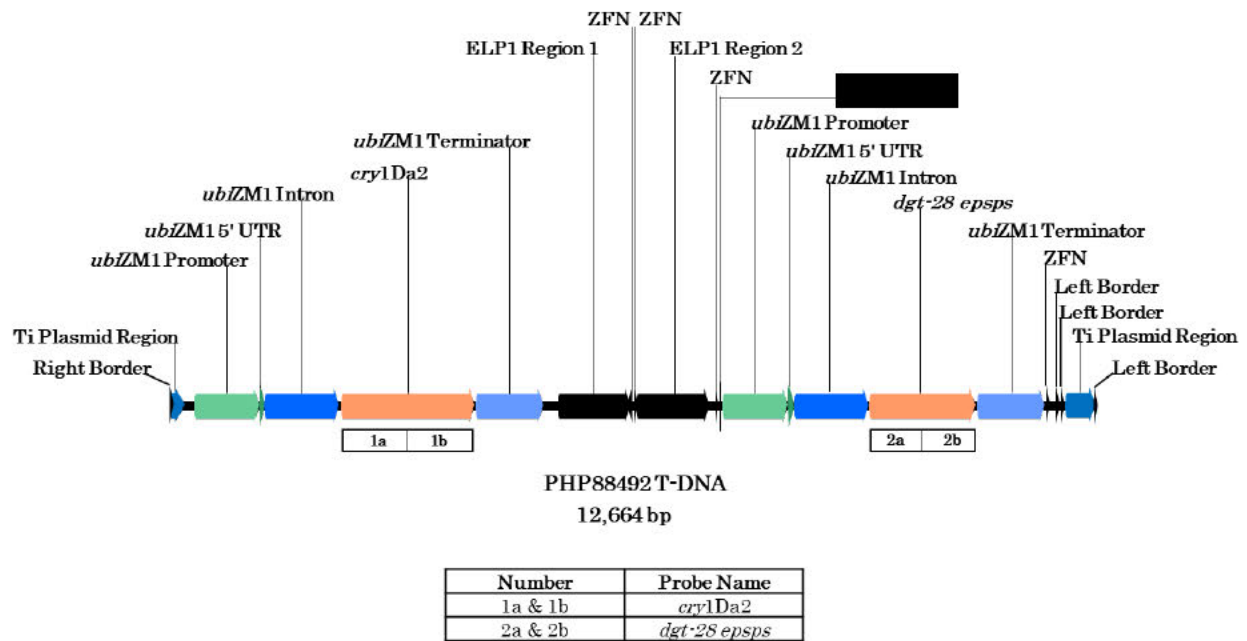 ZFN ZFN
ELP1 Region 1
ELP1 Region 2
ZFN
ubiZM1 Promoter
ubiZM1 Terminator
ubiZM1 5' UTR
cry1Da2
ubiZM1 Intron
ubiZM1 Intron
dgt-28 epsps
ubiZM1 5' UTR
ubiZM1 Terminator
ubiZM1 Promoter
ZFN
Left Border
Left Border
Ti Plasmid Region
Ti Plasmid Region
Right Border
Left Border
1a 1b
2a 2b
PHP88492 T-DNA
12,664 bp
Number Probe Name
1a & 1b cry1Da2
2a & 2b dgt-28 epsps